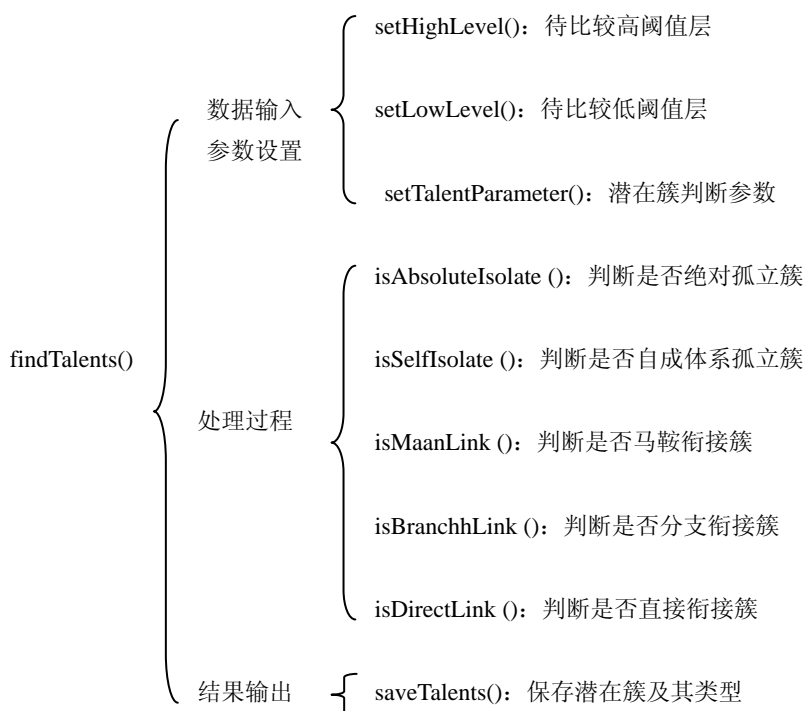 setHighLevel()：待比较高阈值层
数据输入
参数设置
setLowLevel()：待比较低阈值层
setTalentParameter()：潜在簇判断参数
findTalents()
处理过程
isAbsoluteIsolate ()：判断是否绝对孤立簇
isSelfIsolate ()：判断是否自成体系孤立簇
isMaanLink ()：判断是否马鞍衔接簇
isBranchhLink ()：判断是否分支衔接簇
isDirectLink ()：判断是否直接衔接簇
结果输出
saveTalents()：保存潜在簇及其类型